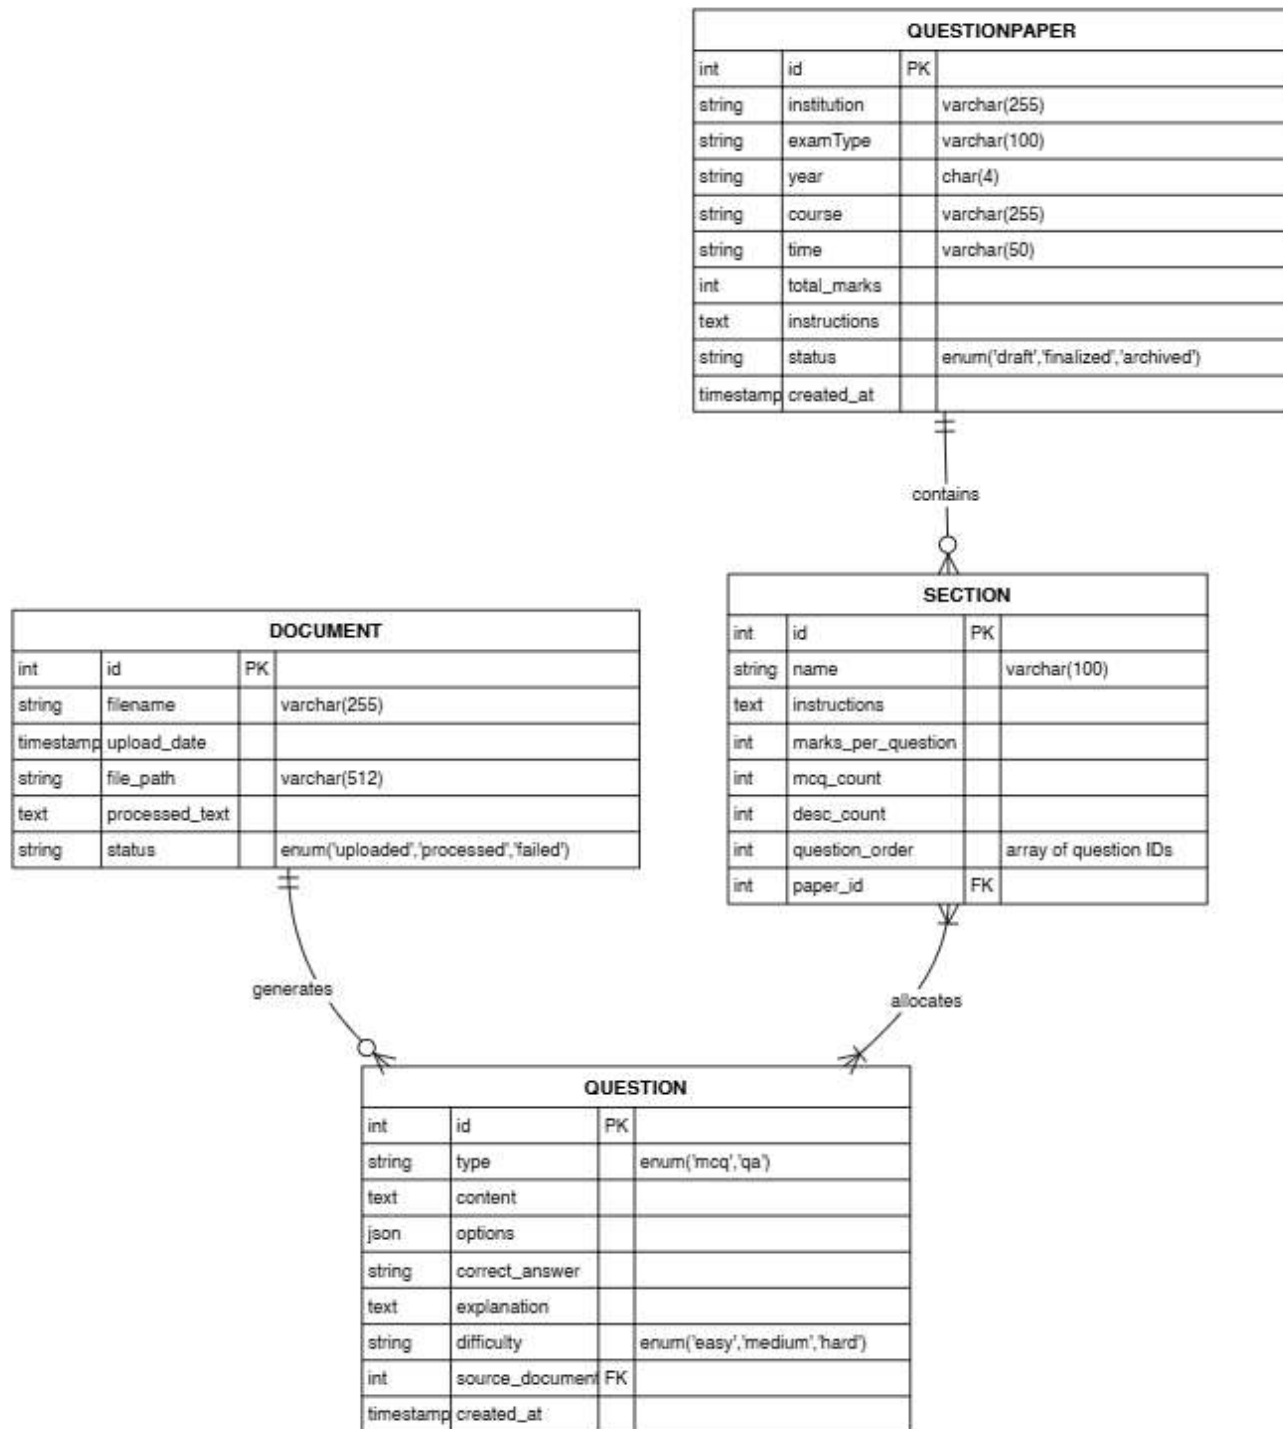 QUESTIONPAPER
int id PK
string institution varchar(255)
string examType varchar(100)
string year char(4)
string course varchar(255)
string time varchar(50)
int total_marks
text instructions
string status enum('draft','finalized','archived')
timestamp created_at
contains
SECTION
int id PK
string name varchar(100)
text instructions
int marks_per_question
int mcq_count
int desc_count
int question_order array of question IDs
int paper_id FK
DOCUMENT
int id PK
string filename varchar(255)
timestamp upload_date
string file_path varchar(512)
text processed_text
string status enum('uploaded','processed','failed')
generates
allocates
QUESTION
int id PK
string type enum('mcq','qa')
text content
json options
string correct_answer
text explanation
string difficulty enum('easy','medium','hard')
int source_document FK
timestamp created_at